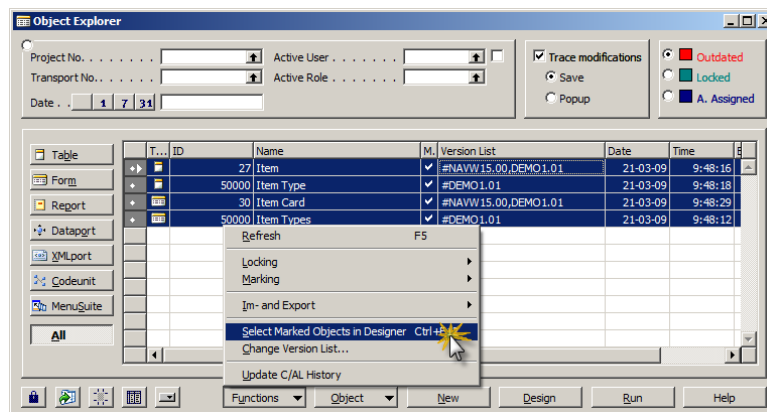 Object Explorer
Project No. . . . . . . .
Active User . . . . . . .
Trace modifications
Outdated
Transport No. . . . . . .
Active Role . . . . . . .
Save
Locked
Date . . 1 7 31
Popup
A. Assigned
T... ID Name M. Version List Date Time
Table
27 Item #NAVW15.00,DEMO1.01 21-03-09 9:48:16
Form
50000 Item Type #DEMO1.01 21-03-09 9:48:18
Report
30 Item Card #NAVW15.00,DEMO1.01 21-03-09 9:48:29
Dataport
50000 Item Types #DEMO1.01 21-03-09 9:48:12
XMLport
Codeunit
MenuSuite
All
Refresh F5
Locking
Marking
Im- and Export
Select Marked Objects in Designer
Change Version List...
Update C/AL History
Functions Object New Design Run Help